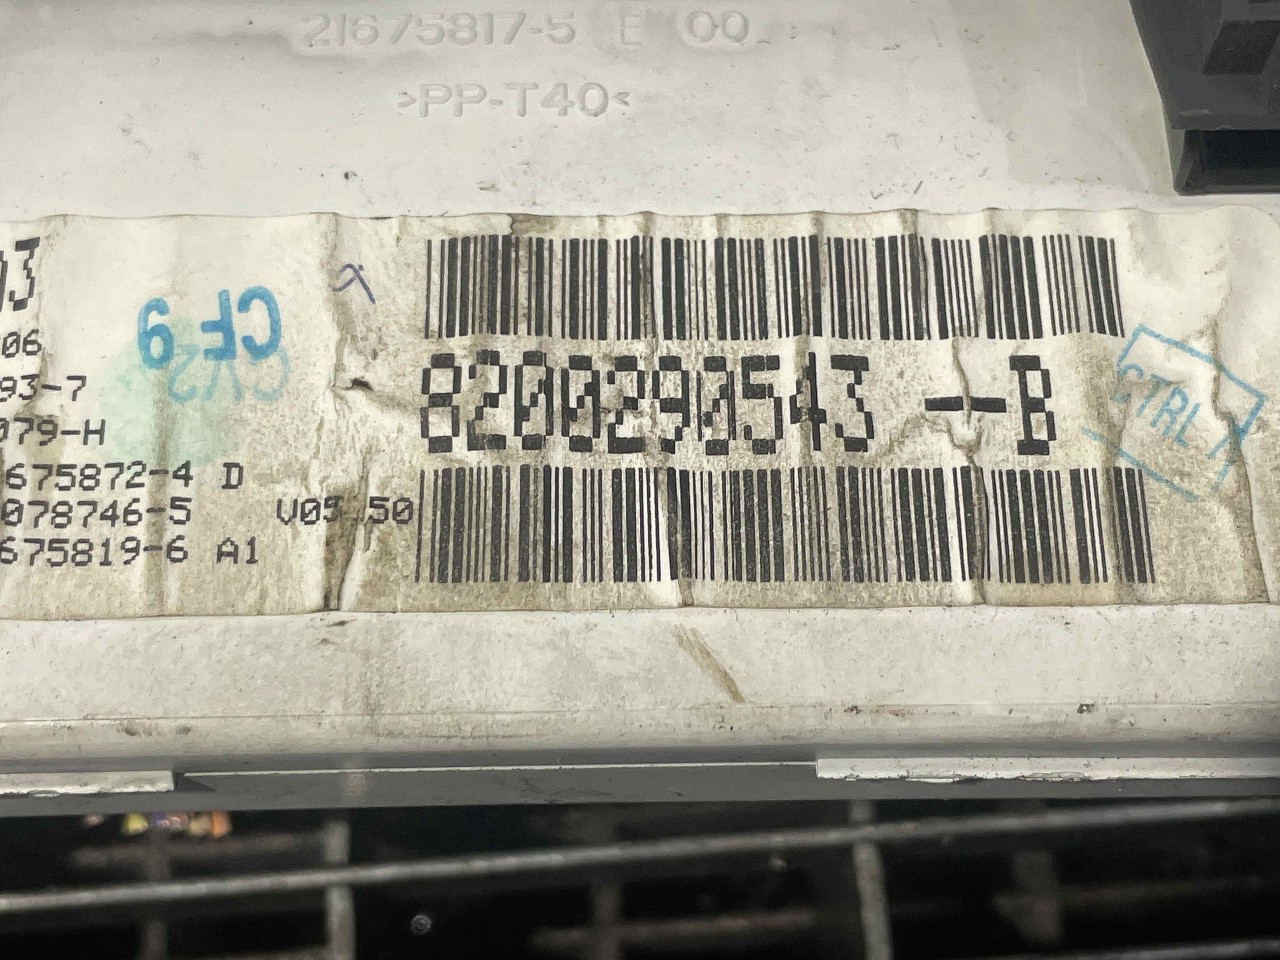 21675817-5 E 00
>PP-T40<
93
06
CF9
93-7
079-H
675872-4 D
078746-5 V05.50
675819-6 A1
8200290543 -B
CTRL